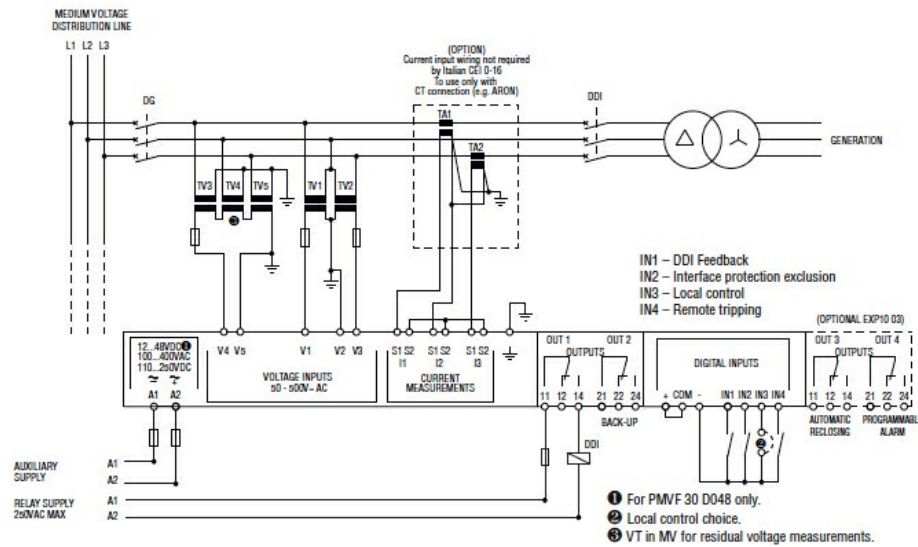 MEDIUM VOLTAGE
DISTRIBUTION LINE
L1 L2 L3
(OPTION)
Current input wiring not required
by Italian CEI 0-16
To use only with
CT connection (e.g. ARON)
DG
TA1
DDI
TA2
GENERATION
TV3 TV4 TV5 TV1 TV2
❸
IN1 – DDI Feedback
IN2 – Interface protection exclusion
IN3 – Local control
IN4 – Remote tripping
(OPTIONAL EXP10 03)
12...48VDC❶
100...400VAC
110...250VDC
A1 A2
V4 V5 V1 V2 V3
VOLTAGE INPUTS
50 - 500V~ AC
S1 S2 S1 S2 S1 S2
I1 I2 I3
CURRENT
MEASUREMENTS
OUT 1 OUT 2
OUTPUTS
11 12 14 21 22 24
BACK-UP
DIGITAL INPUTS
+ COM - IN1 IN2 IN3 IN4
❷
OUT 3 OUT 4
OUTPUTS
11 12 14 21 22 24
AUTOMATIC
RECLOSING
PROGRAMMABLE
ALARM
DDI
AUXILIARY
SUPPLY
A1
A2
RELAY SUPPLY
250VAC MAX
A1
A2
❶ For PMVF 30 D048 only.
❷ Local control choice.
❸ VT in MV for residual voltage measurements.